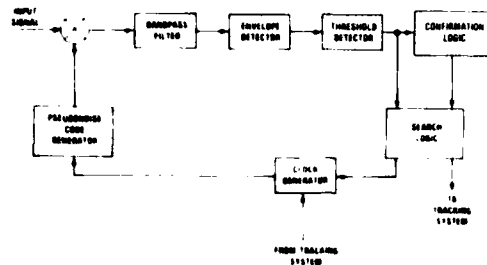 INPUT
SIGNAL
X
BANDPASS
FILTER
ENVELOPE
DETECTOR
THRESHOLD
DETECTOR
CONFIRMATION
LOGIC
PSEUDONOISE
CODE
GENERATOR
SEARCH
LOGIC
CLOCK
GENERATOR
TO
TRACKING
SYSTEM
FROM TRACKING
SYSTEM